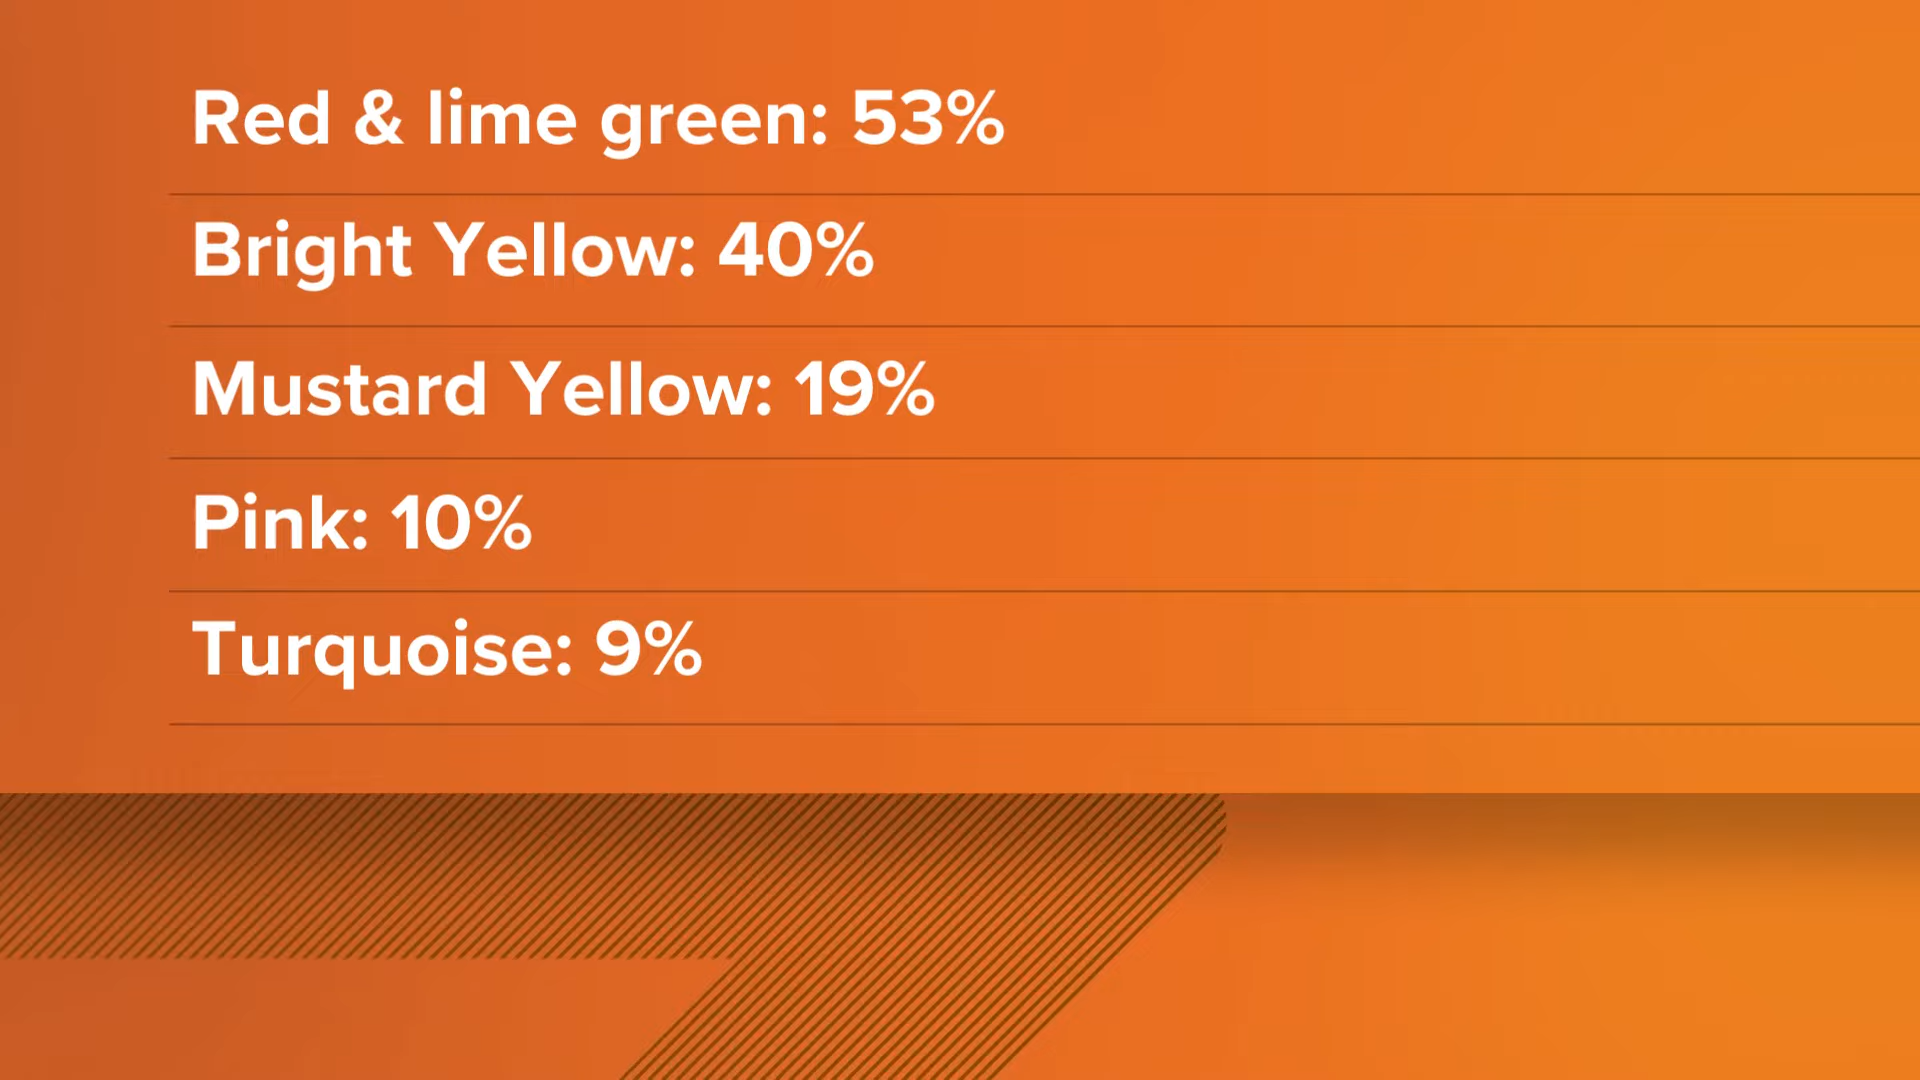 Red & lime green: 53%
Bright Yellow: 40%
Mustard Yellow: 19%
Pink: 10%
Turquoise: 9%